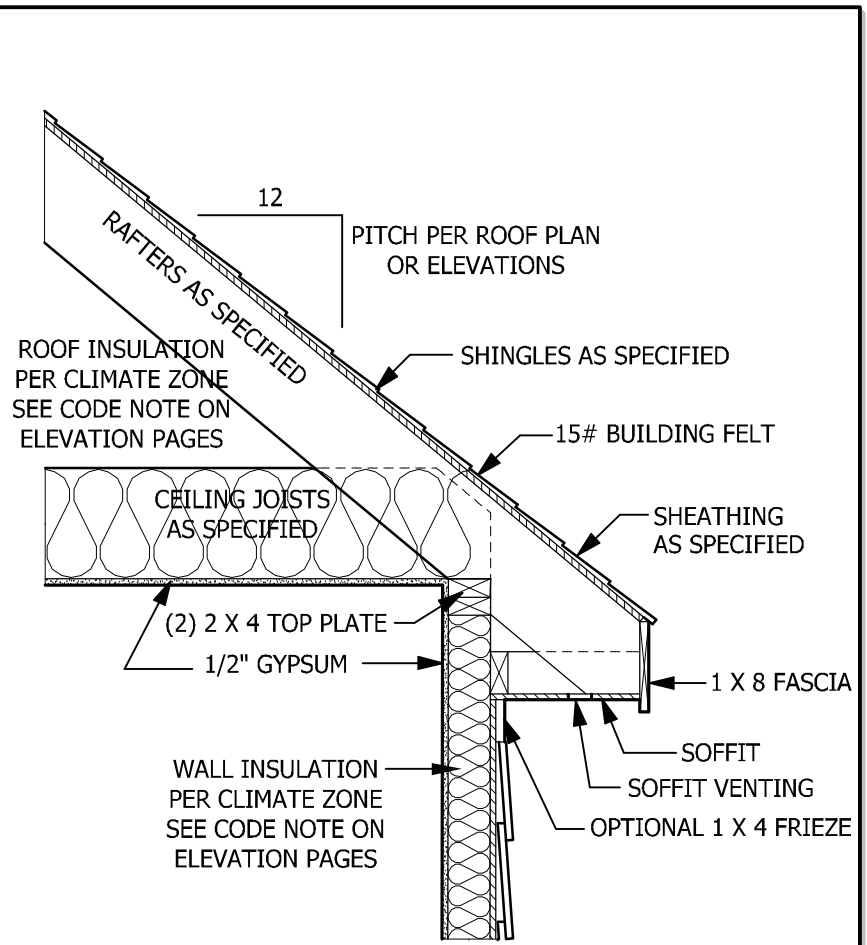 12
PITCH PER ROOF PLAN
OR ELEVATIONS
RAFTERS AS SPECIFIED
ROOF INSULATION
PER CLIMATE ZONE
SEE CODE NOTE ON
ELEVATION PAGES
SHINGLES AS SPECIFIED
15# BUILDING FELT
CEILING JOISTS
AS SPECIFIED
SHEATHING
AS SPECIFIED
(2) 2 X 4 TOP PLATE
1/2" GYPSUM
1 X 8 FASCIA
SOFFIT
SOFFIT VENTING
OPTIONAL 1 X 4 FRIEZE
WALL INSULATION
PER CLIMATE ZONE
SEE CODE NOTE ON
ELEVATION PAGES